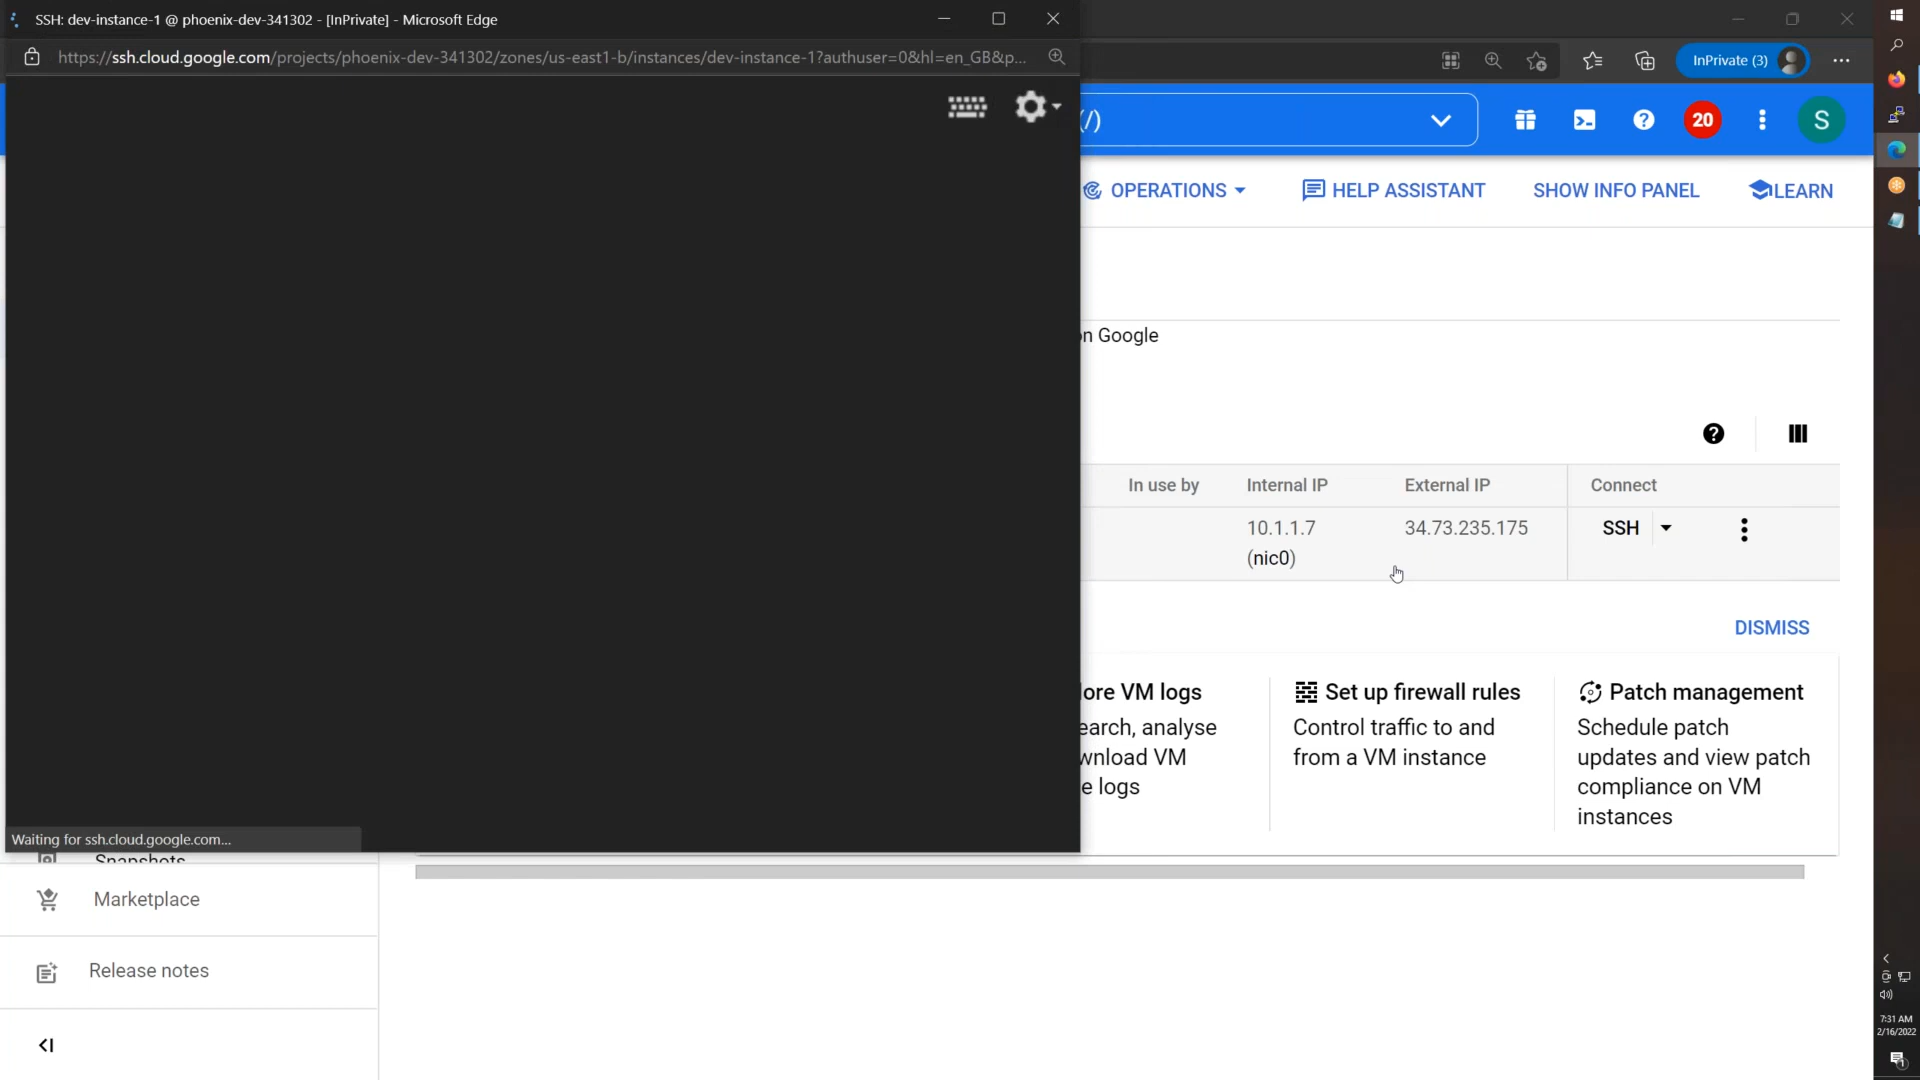 SSH: dev-instance-1 @ phoenix-dev-341302 - [InPrivate] - Microsoft Edge
https://ssh.cloud.google.com/projects/phoenix-dev-341302/zones/us-east1-b/instances/dev-instance-1?authuser=0&hl=en_GB&p...
InPrivate (3)
(/)
20
S
OPERATIONS
HELP ASSISTANT
SHOW INFO PANEL
LEARN
on Google
In use by
Internal IP
External IP
Connect
10.1.1.7
(nic0)
34.73.235.175
SSH
DISMISS
lore VM logs
earch, analyse
wnload VM
e logs
Set up firewall rules
Control traffic to and
from a VM instance
Patch management
Schedule patch
updates and view patch
compliance on VM
instances
Waiting for ssh.cloud.google.com...
Snapshots
Marketplace
Release notes
7:31 AM
2/16/2022
1